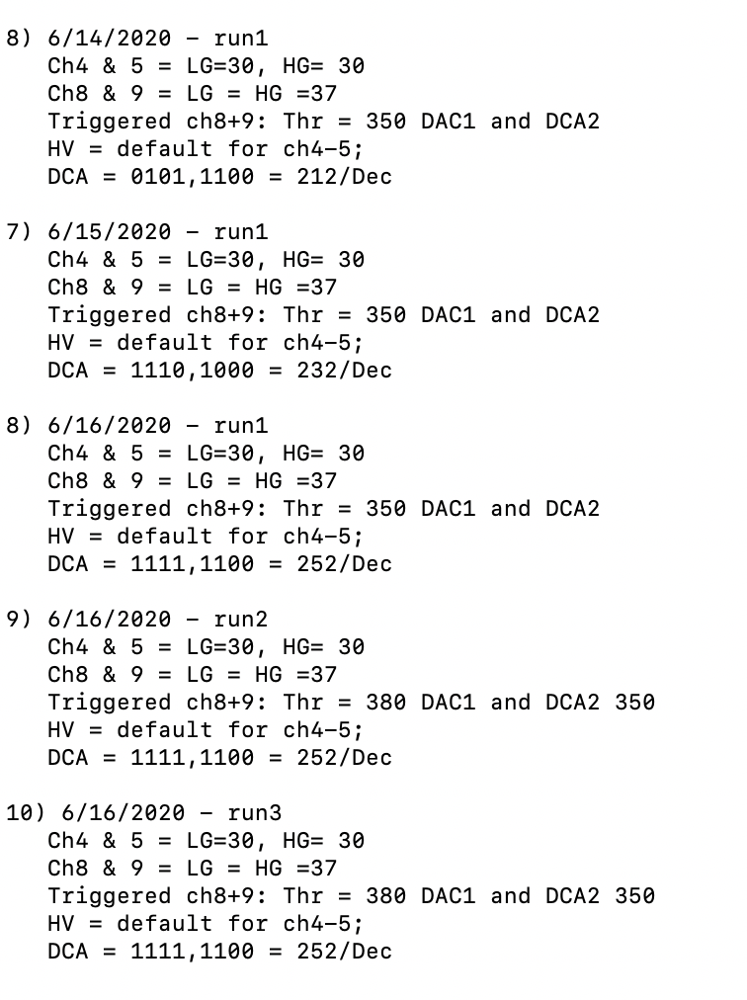 8) 6/14/2020 – run1
Ch4 & 5 = LG=30, HG= 30
Ch8 & 9 = LG = HG =37
Triggered ch8+9: Thr = 350 DAC1 and DCA2
HV = default for ch4–5;
DCA = 0101,1100 = 212/Dec
7) 6/15/2020 – run1
Ch4 & 5 = LG=30, HG= 30
Ch8 & 9 = LG = HG =37
Triggered ch8+9: Thr = 350 DAC1 and DCA2
HV = default for ch4–5;
DCA = 1110,1000 = 232/Dec
8) 6/16/2020 – run1
Ch4 & 5 = LG=30, HG= 30
Ch8 & 9 = LG = HG =37
Triggered ch8+9: Thr = 350 DAC1 and DCA2
HV = default for ch4–5;
DCA = 1111,1100 = 252/Dec
9) 6/16/2020 – run2
Ch4 & 5 = LG=30, HG= 30
Ch8 & 9 = LG = HG =37
Triggered ch8+9: Thr = 380 DAC1 and DCA2 350
HV = default for ch4–5;
DCA = 1111,1100 = 252/Dec
10) 6/16/2020 – run3
Ch4 & 5 = LG=30, HG= 30
Ch8 & 9 = LG = HG =37
Triggered ch8+9: Thr = 380 DAC1 and DCA2 350
HV = default for ch4–5;
DCA = 1111,1100 = 252/Dec